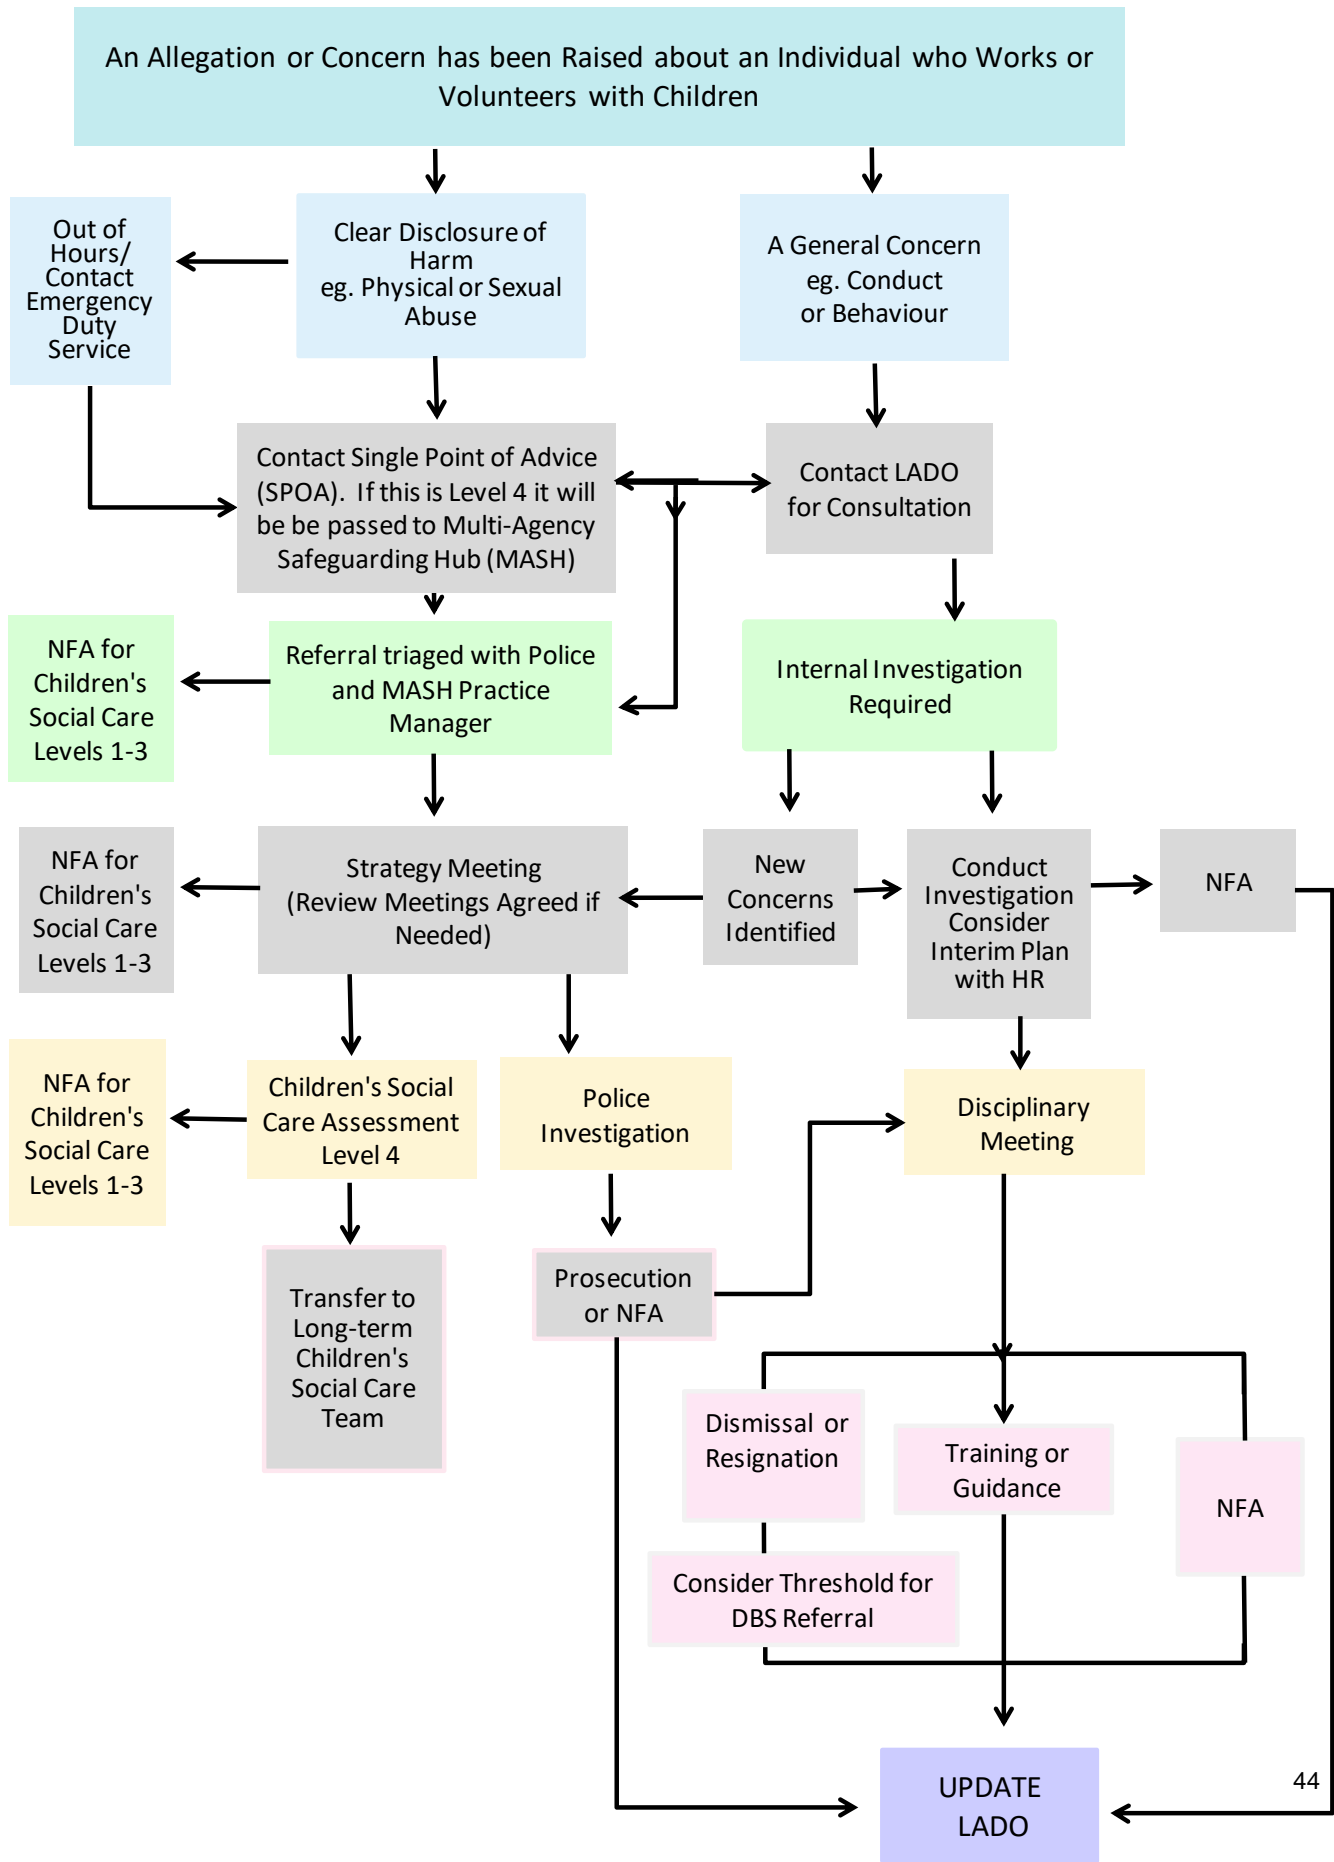 An Allegation or Concern has been Raised about an Individual who Works or
Volunteers with Children
Out of
Hours/
Contact
Emergency
Duty
Service
Clear Disclosure of
Harm
eg. Physical or Sexual
Abuse
A General Concern
eg. Conduct
or Behaviour
Contact Single Point of Advice
(SPOA). If this is Level 4 it will
be be passed to Multi-Agency
Safeguarding Hub (MASH)
Contact LADO
for Consultation
NFA for
Children's
Social Care
Levels 1-3
Referral triaged with Police
and MASH Practice
Manager
Internal Investigation
Required
NFA for
Children's
Social Care
Levels 1-3
Strategy Meeting
(Review Meetings Agreed if
Needed)
New
Concerns
Identified
Conduct
Investigation
Consider
Interim Plan
with HR
NFA
NFA for
Children's
Social Care
Levels 1-3
Children's Social
Care Assessment
Level 4
Police
Investigation
Disciplinary
Meeting
Transfer to
Long-term
Children's
Social Care
Team
Prosecution
or NFA
Dismissal or
Resignation
Training or
Guidance
NFA
Consider Threshold for
DBS Referral
UPDATE
LADO
44